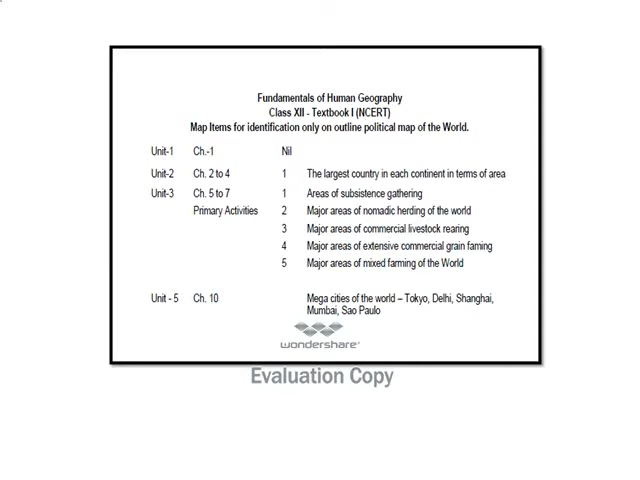 Fundamentals of Human Geography
Class XII - Textbook I (NCERT)
Map Items for identification only on outline political map of the World.
Unit-1 Ch.-1 Nil
Unit-2 Ch. 2 to 4 1 The largest country in each continent in terms of area
Unit-3 Ch. 5 to 7 1 Areas of subsistence gathering
Primary Activities 2 Major areas of nomadic herding of the world
3 Major areas of commercial livestock rearing
4 Major areas of extensive commercial grain faming
5 Major areas of mixed farming of the World
Unit - 5 Ch. 10 Mega cities of the world – Tokyo, Delhi, Shanghai,
Mumbai, Sao Paulo
wondershare
Evaluation Copy